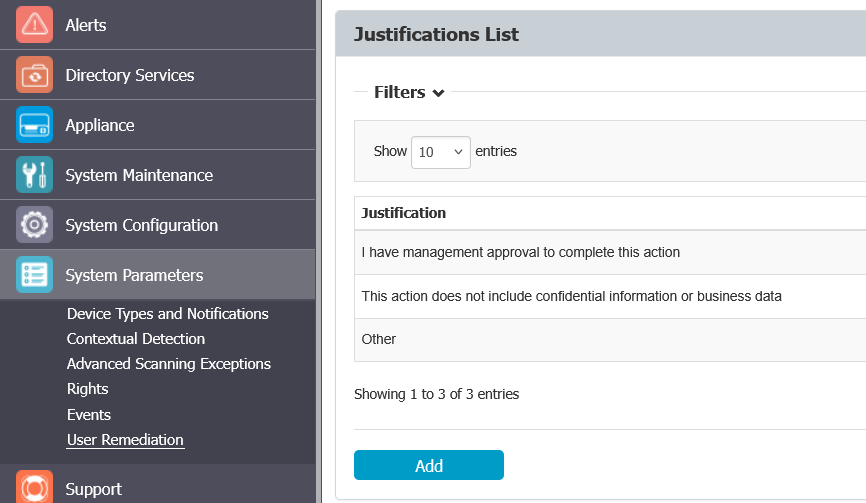 Alerts
Directory Services
Appliance
System Maintenance
System Configuration
System Parameters
Device Types and Notifications
Contextual Detection
Advanced Scanning Exceptions
Rights
Events
User Remediation
Support
Justifications List
Filters
Show 10 entries
Justification
I have management approval to complete this action
This action does not include confidential information or business data
Other
Showing 1 to 3 of 3 entries
Add